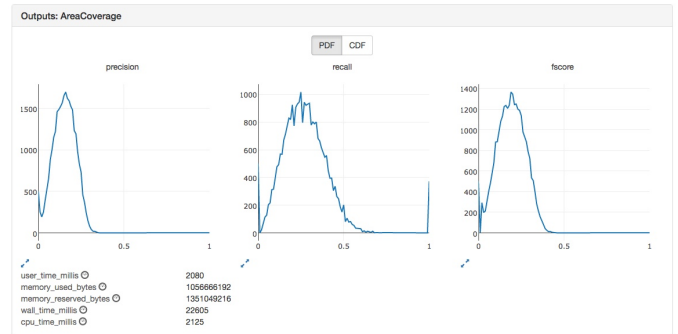 Outputs: AreaCoverage
PDF CDF
precision
1500
1000
500
0
0 0.5 1
recall
1000
800
600
400
200
0
0 0.5 1
fscore
1400
1200
1000
800
600
400
200
0
0 0.5 1
user_time_millis 2080
memory_used_bytes 1056666192
memory_reserved_bytes 1351049216
wall_time_millis 22605
cpu_time_millis 2125